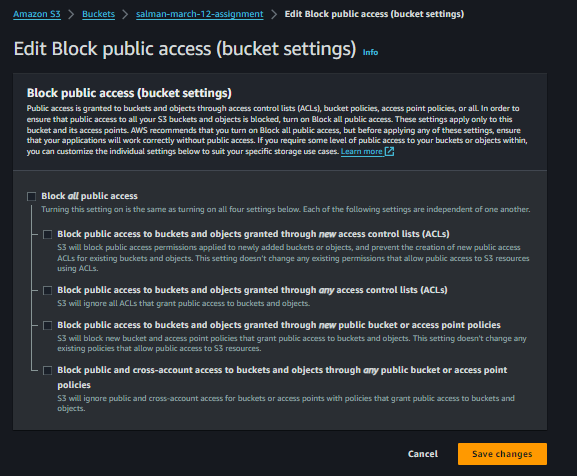 Amazon S3 > Buckets > salman-march-12-assignment > Edit Block public access (bucket settings)
Edit Block public access (bucket settings) Info
Block public access (bucket settings)
Public access is granted to buckets and objects through access control lists (ACLs), bucket policies, access point policies, or all. In order to
ensure that public access to all your S3 buckets and objects is blocked, turn on Block all public access. These settings apply only to
this bucket and its access points. AWS recommends that you turn on Block all public access, but before applying any of these settings, ensure
that your applications will work correctly without public access. If you require some level of public access to your buckets or objects within,
you can customize the individual settings below to suit your specific storage use cases. Learn more
Block all public access
Turning this setting on is the same as turning on all four settings below. Each of the following settings are independent of one another.
Block public access to buckets and objects granted through new access control lists (ACLs)
S3 will block public access permissions applied to newly added buckets or objects, and prevent the creation of new public access
ACLs for existing buckets and objects. This setting doesn't change any existing permissions that allow public access to S3 resources
using ACLs.
Block public access to buckets and objects granted through any access control lists (ACLs)
S3 will ignore all ACLs that grant public access to buckets and objects.
Block public access to buckets and objects granted through new public bucket or access point policies
S3 will block new bucket and access point policies that grant public access to buckets and objects. This setting doesn't change any
existing policies that allow public access to S3 resources.
Block public and cross-account access to buckets and objects through any public bucket or access point
policies
S3 will ignore public and cross-account access for buckets or access points with policies that grant public access to buckets and
objects.
Cancel Save changes